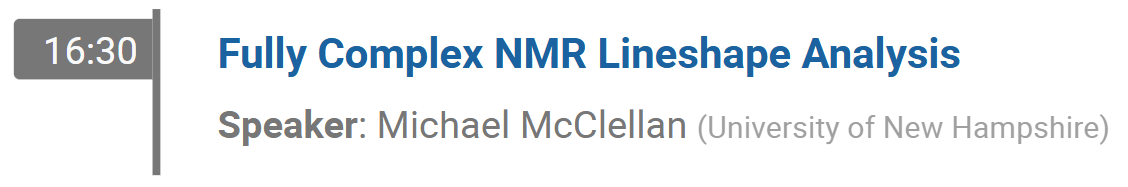 16:30
Fully Complex NMR Lineshape Analysis
Speaker: Michael McClellan (University of New Hampshire)